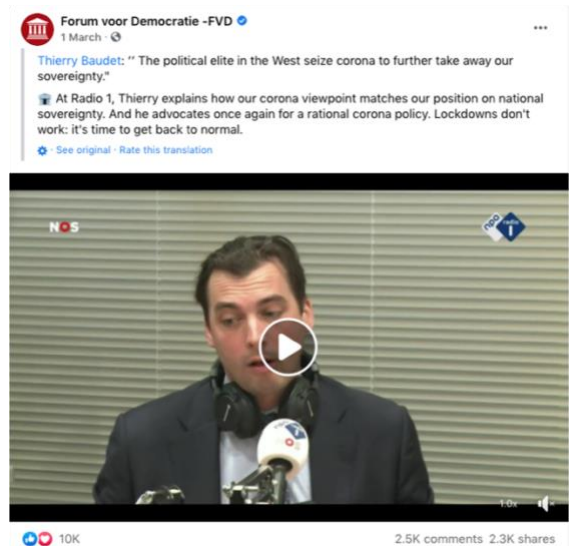 Forum voor Democratie -FVD
1 March ·
Thierry Baudet: ‘‘ The political elite in the West seize corona to further take away our
sovereignty."
At Radio 1, Thierry explains how our corona viewpoint matches our position on national
sovereignty. And he advocates once again for a rational corona policy. Lockdowns don't
work: it's time to get back to normal.
· See original · Rate this translation
NOS
npo radio 1
NOS
1.0x
10K
2.5K comments 2.3K shares